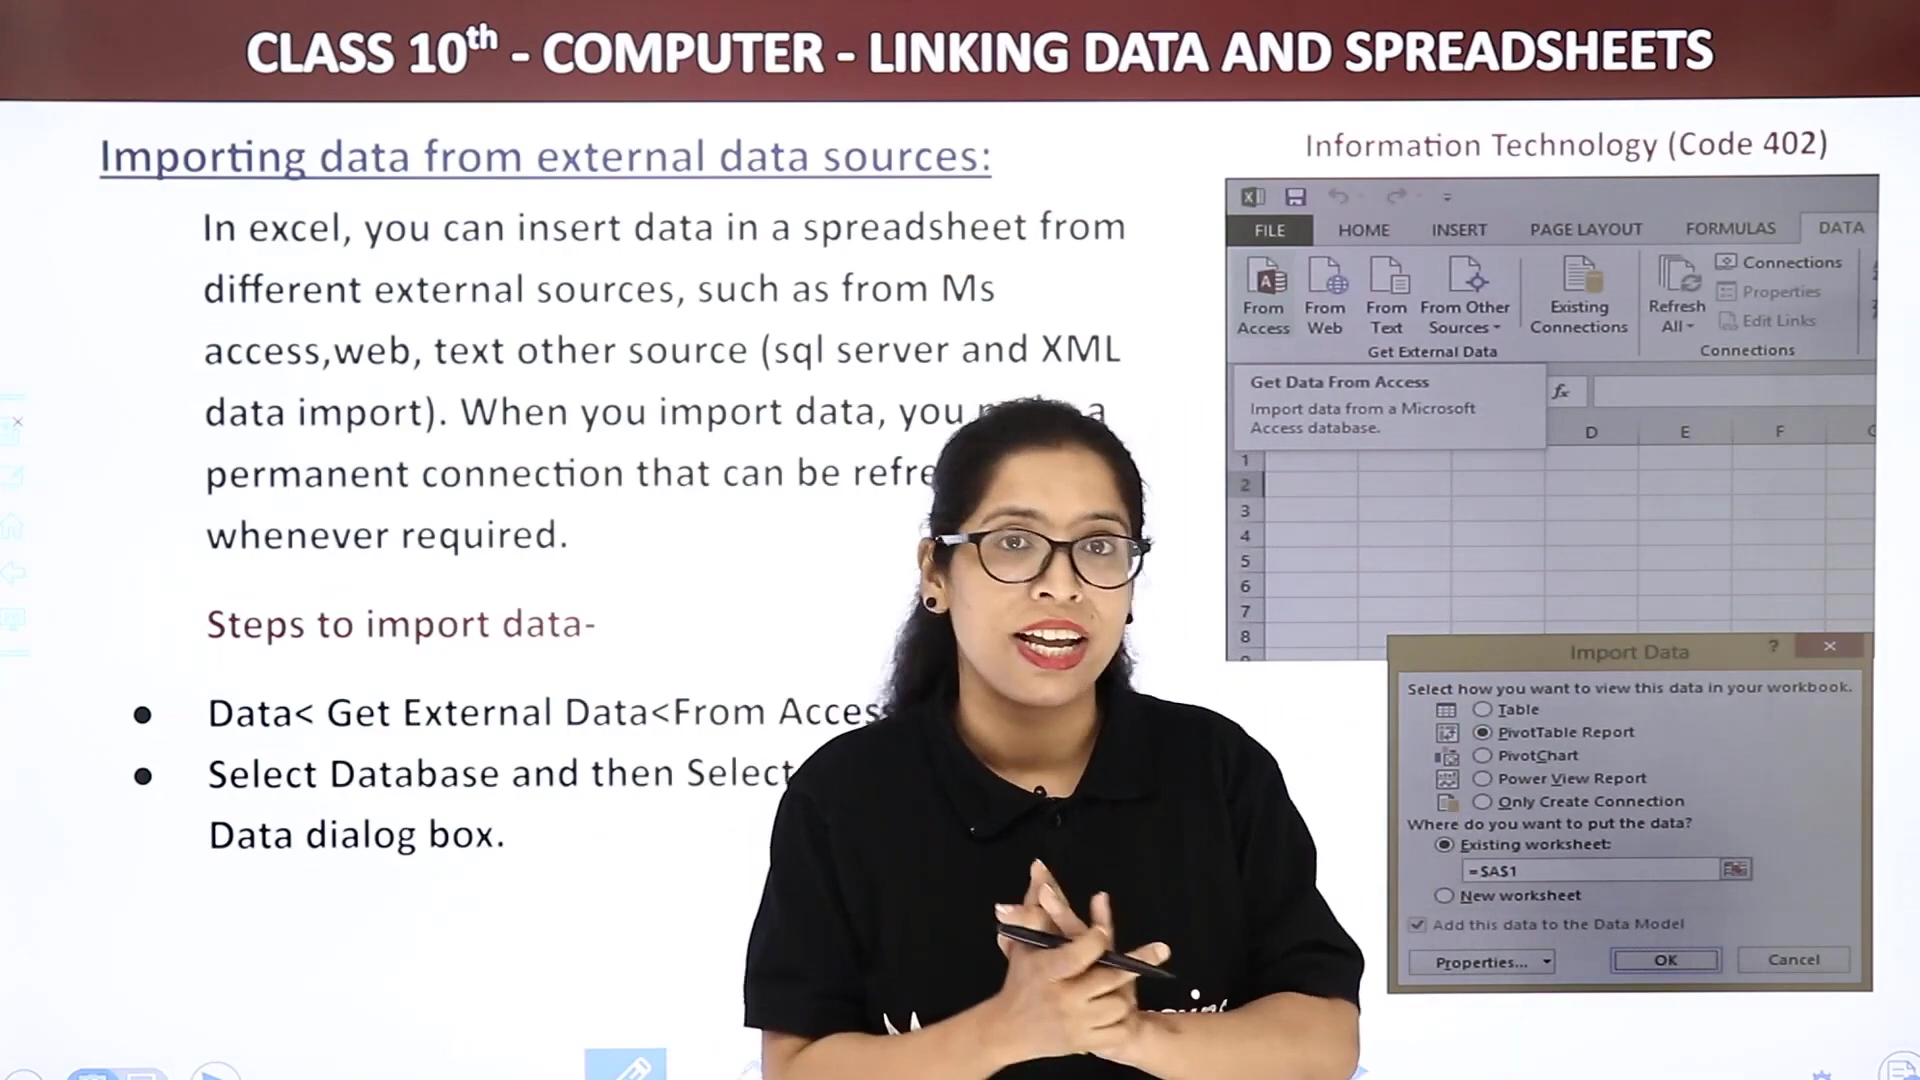 CLASS 10th - COMPUTER - LINKING DATA AND SPREADSHEETS
Importing data from external data sources:
In excel, you can insert data in a spreadsheet from
different external sources, such as from Ms
access,web, text other source (sql server and XML
data import). When you import data, you a
permanent connection that can be
whenever required.
Steps to import data-
Data< Get External Data<From
Select Database and then Select
Data dialog box.
Information Technology (Code 402)
FILE HOME INSERT PAGE LAYOUT FORMULAS DATA
From Access
From Web
From Text
From Other Sources
Existing Connections
Refresh All
Connections
Properties
Edit Links
Get External Data
Connections
Get Data From Access
Import data from a Microsoft
Access database.
fx
D E F
1
2
3
4
5
6
7
8
Import Data
? ×
Select how you want to view this data in your workbook.
Table
PivotTable Report
PivotChart
Power View Report
Only Create Connection
Where do you want to put the data?
Existing worksheet:
=$A$1
New worksheet
Add this data to the Data Model
Properties... OK Cancel